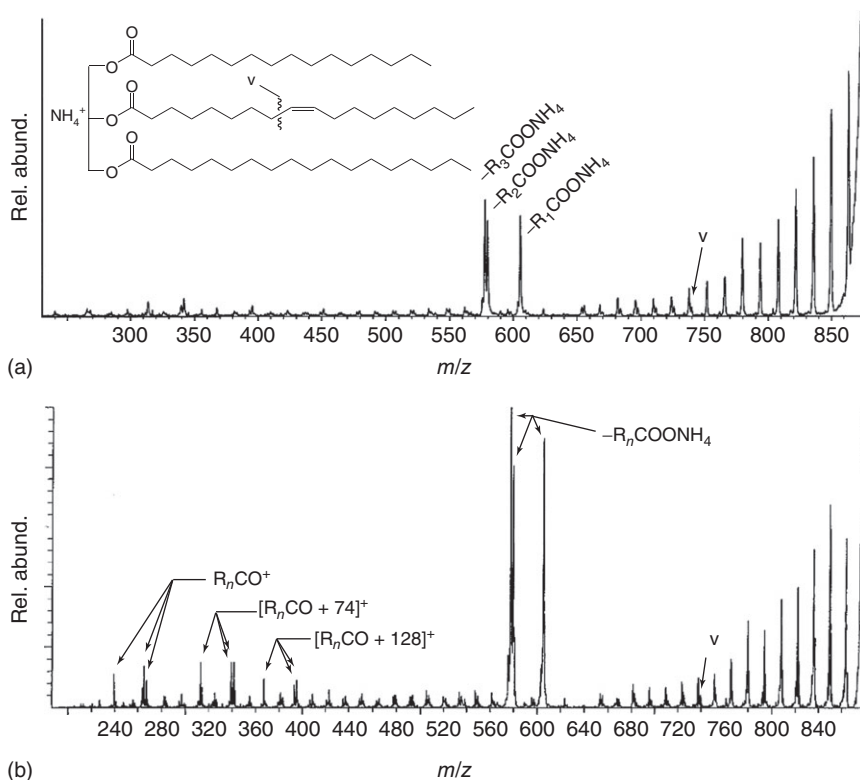 O
O
v
NH₄⁺
O
O
O
O
–R₃COONH₄
–R₂COONH₄
–R₁COONH₄
v
Rel. abund.
300 350 400 450 500 550 600 650 700 750 800 850
(a)
m/z
–RₙCOONH₄
RₙCO⁺
[RₙCO + 74]⁺
[RₙCO + 128]⁺
v
Rel. abund.
240 280 320 360 400 440 480 520 560 600 640 680 720 760 800 840
(b)
m/z